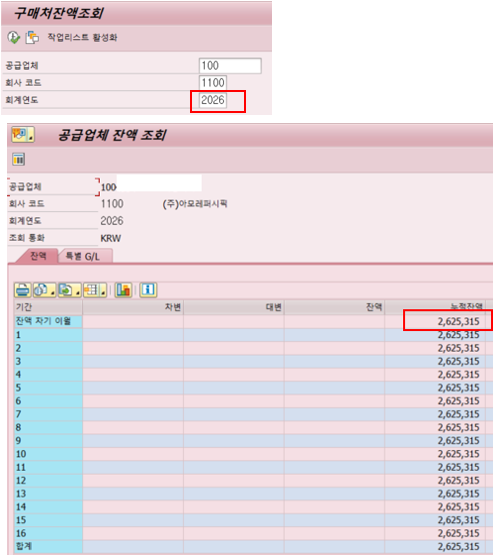 구매처잔액조회
작업리스트 활성화
공급업체 100
회사 코드 1100
회계연도 2026
공급업체 잔액 조회
공급업체 100
회사 코드 1100 (주)아모레퍼시픽
회계연도 2026
조회 통화 KRW
잔액 특별 G/L
기간 차변 대변 잔액 누정잔액
잔액 차기 이월 2,625,315
1 2,625,315
2 2,625,315
3 2,625,315
4 2,625,315
5 2,625,315
6 2,625,315
7 2,625,315
8 2,625,315
9 2,625,315
10 2,625,315
11 2,625,315
12 2,625,315
13 2,625,315
14 2,625,315
15 2,625,315
16 2,625,315
합계 2,625,315